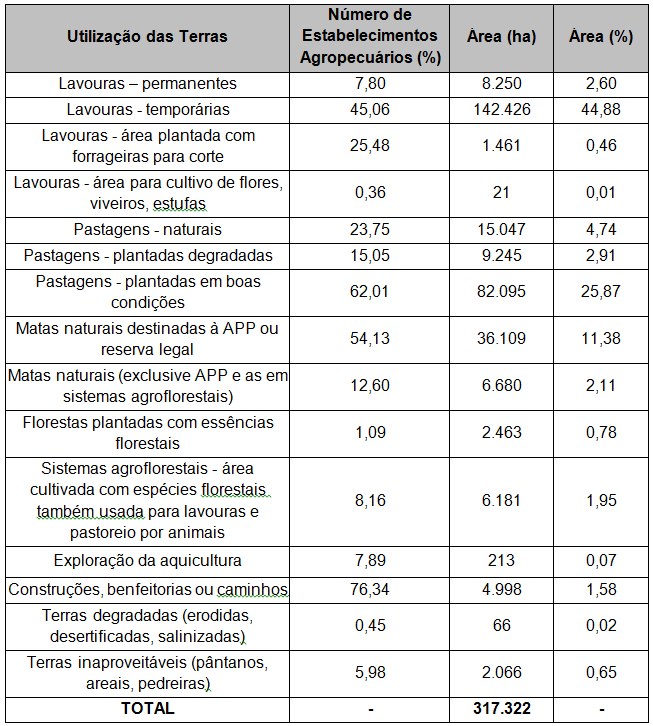 Utilização das Terras
Número de
Estabelecimentos
Agropecuários (%)
Área (ha)
Área (%)
Lavouras – permanentes 7,80 8.250 2,60
Lavouras - temporárias 45,06 142.426 44,88
Lavouras - área plantada com
forrageiras para corte
25,48 1.461 0,46
Lavouras - área para cultivo de flores,
viveiros, estufas
0,36 21 0,01
Pastagens - naturais 23,75 15.047 4,74
Pastagens - plantadas degradadas 15,05 9.245 2,91
Pastagens - plantadas em boas
condições
62,01 82.095 25,87
Matas naturais destinadas à APP ou
reserva legal
54,13 36.109 11,38
Matas naturais (exclusive APP e as em
sistemas agroflorestais)
12,60 6.680 2,11
Florestas plantadas com essências
florestais
1,09 2.463 0,78
Sistemas agroflorestais - área
cultivada com espécies florestais
também usada para lavouras e
pastoreio por animais
8,16 6.181 1,95
Exploração da aquicultura 7,89 213 0,07
Construções, benfeitorias ou caminhos 76,34 4.998 1,58
Terras degradadas (erodidas,
desertificadas, salinizadas)
0,45 66 0,02
Terras inaproveitáveis (pântanos,
areais, pedreiras)
5,98 2.066 0,65
TOTAL - 317.322 -